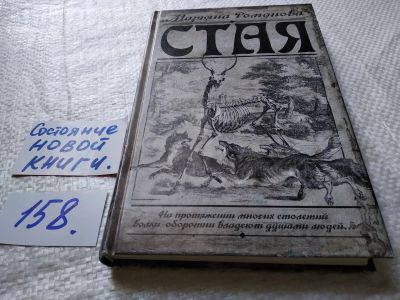 Марьяна Романова
СТАЯ
На протяжении многих столетий
волки-оборотни владеют душами людей...
Состояние
новой
книги.
158.